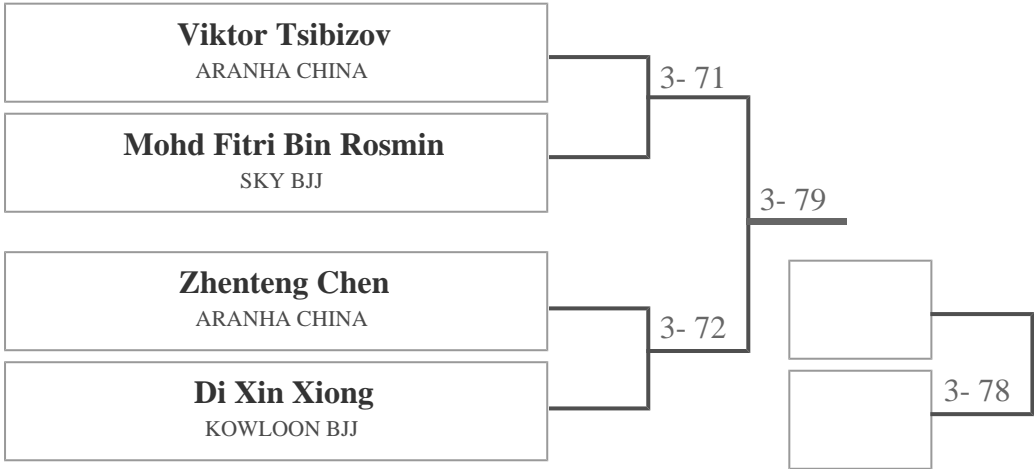 Viktor Tsibizov
ARANHA CHINA
3- 71
Mohd Fitri Bin Rosmin
SKY BJJ
3- 79
Zhenteng Chen
ARANHA CHINA
3- 72
Di Xin Xiong
KOWLOON BJJ
3- 78